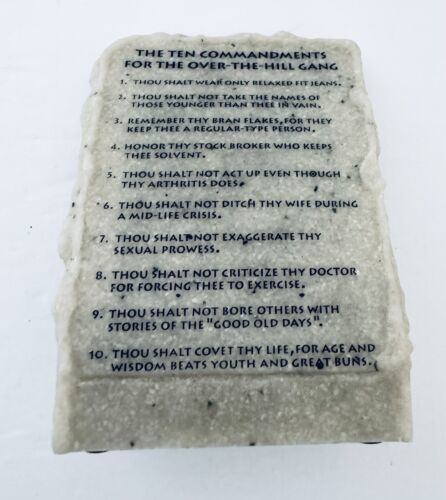 THE TEN COMMANDMENTS
FOR THE OVER-THE-HILL GANG
1. THOU SHALT WEAR ONLY RELAXED FIT JEANS.
2. THOU SHALT NOT TAKE THE NAMES OF
THOSE YOUNGER THAN THEE IN VAIN.
3. REMEMBER THY BRAN FLAKES, FOR THEY
KEEP THEE A REGULAR-TYPE PERSON.
4. HONOR THY STOCK BROKER WHO KEEPS
THEE SOLVENT.
5. THOU SHALT NOT ACT UP EVEN THOUGH
THY ARTHRITIS DOES.
6. THOU SHALT NOT DITCH THY WIFE DURING
A MID-LIFE CRISIS.
7. THOU SHALT NOT EXAGGERATE THY
SEXUAL PROWESS.
8. THOU SHALT NOT CRITICIZE THY DOCTOR
FOR FORCING THEE TO EXERCISE.
9. THOU SHALT NOT BORE OTHERS WITH
STORIES OF THE "GOOD OLD DAYS".
10. THOU SHALT COVET THY LIFE, FOR AGE AND
WISDOM BEATS YOUTH AND GREAT BUNS.